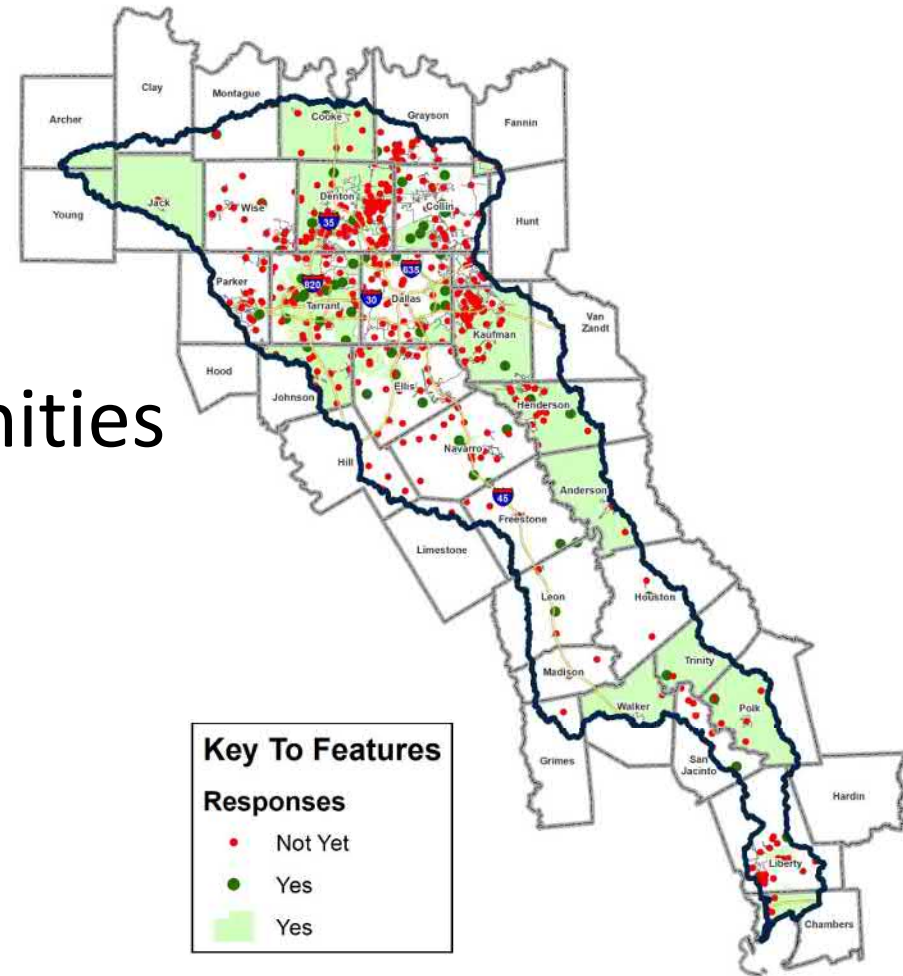 Clay
Montague
Archer
Cooke
Grayson
Fannin
Young
Jack
Wise
Denton
Collin
Hunt
35
Parker
820
Tarrant
635
30
Dallas
Kaufman
Van
Zandt
Hood
Johnson
Ellis
Henderson
nities
Hill
Navarro
Anderson
45
Freestone
Limestone
Leon
Houston
Madison
Trinity
Walker
Polk
Grimes
San
Jacinto
Hardin
Liberty
Chambers
Key To Features
Responses
Not Yet
Yes
Yes